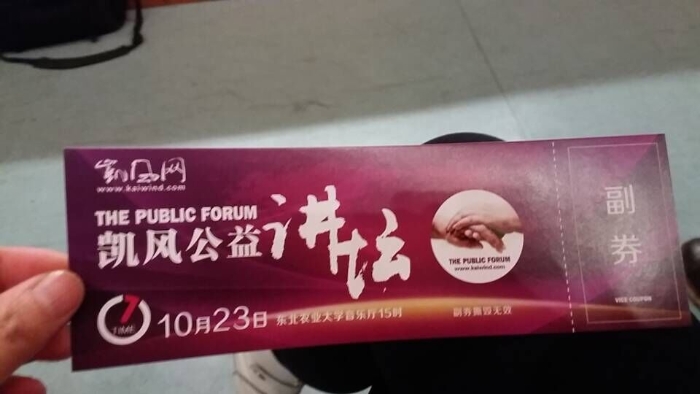 凯风网
www.kaiwind.com
THE PUBLIC FORUM
凯风公益讲坛
THE PUBLIC FORUM
www.kaiwind.com
7
TIME
10月23日 东北农业大学音乐厅15时
副券撕毁无效
副券
VICE COUPON